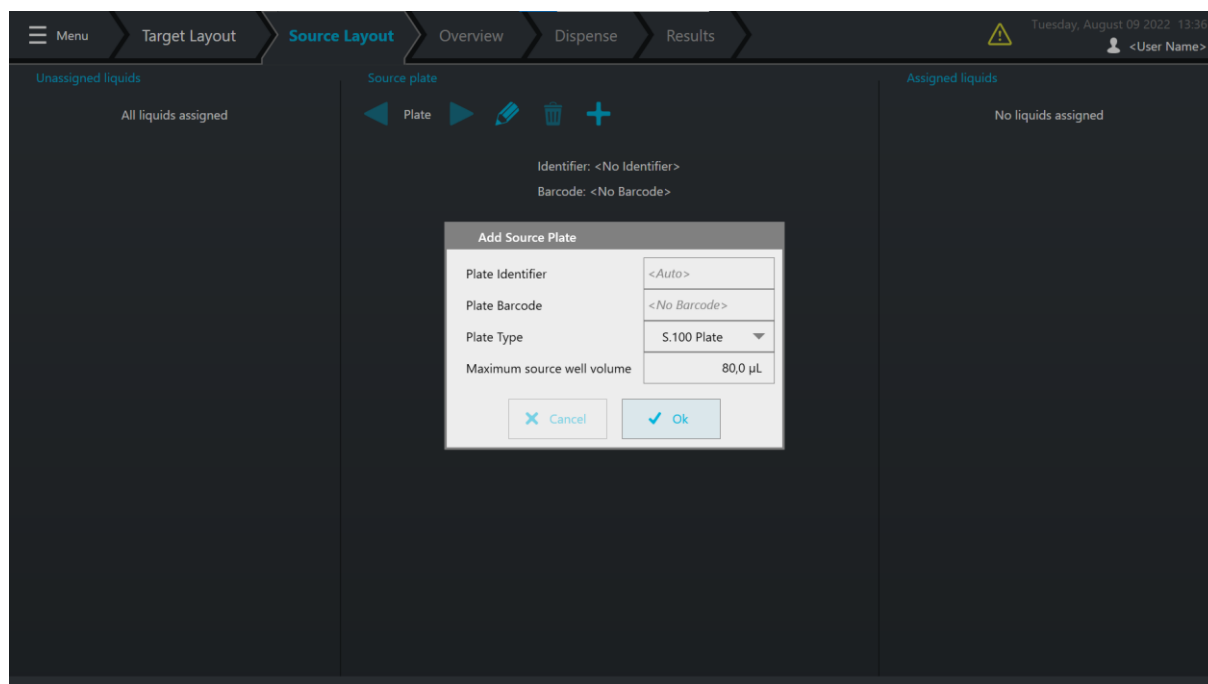 Menu
Target Layout
Source Layout
Overview
Dispense
Results
Tuesday, August 09 2022 13:36
<User Name>
Unassigned liquids
Source plate
Assigned liquids
All liquids assigned
Plate
No liquids assigned
Identifier: <No Identifier>
Barcode: <No Barcode>
Add Source Plate
Plate Identifier
<Auto>
Plate Barcode
<No Barcode>
Plate Type
S.100 Plate
Maximum source well volume
80,0 µL
Cancel
Ok